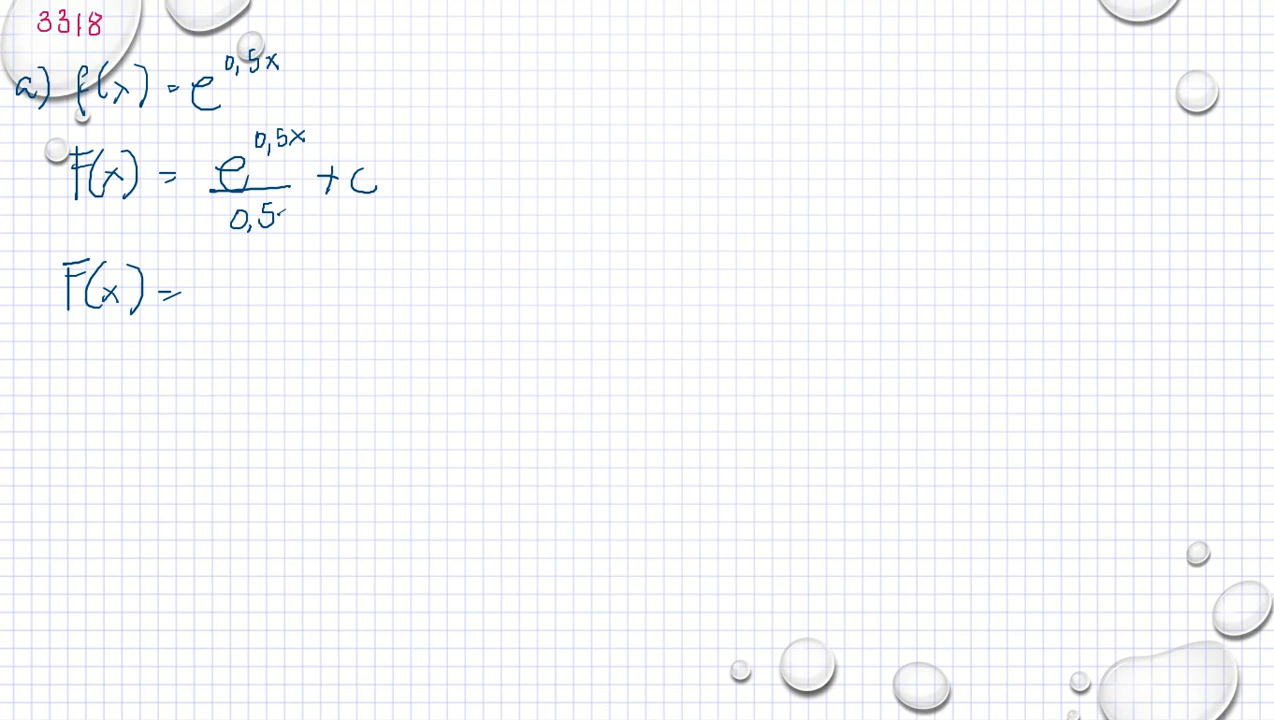 3318
a) f(x) = e^0,5x
F(x) = e^0,5x / 0,5 + C
F(x) =